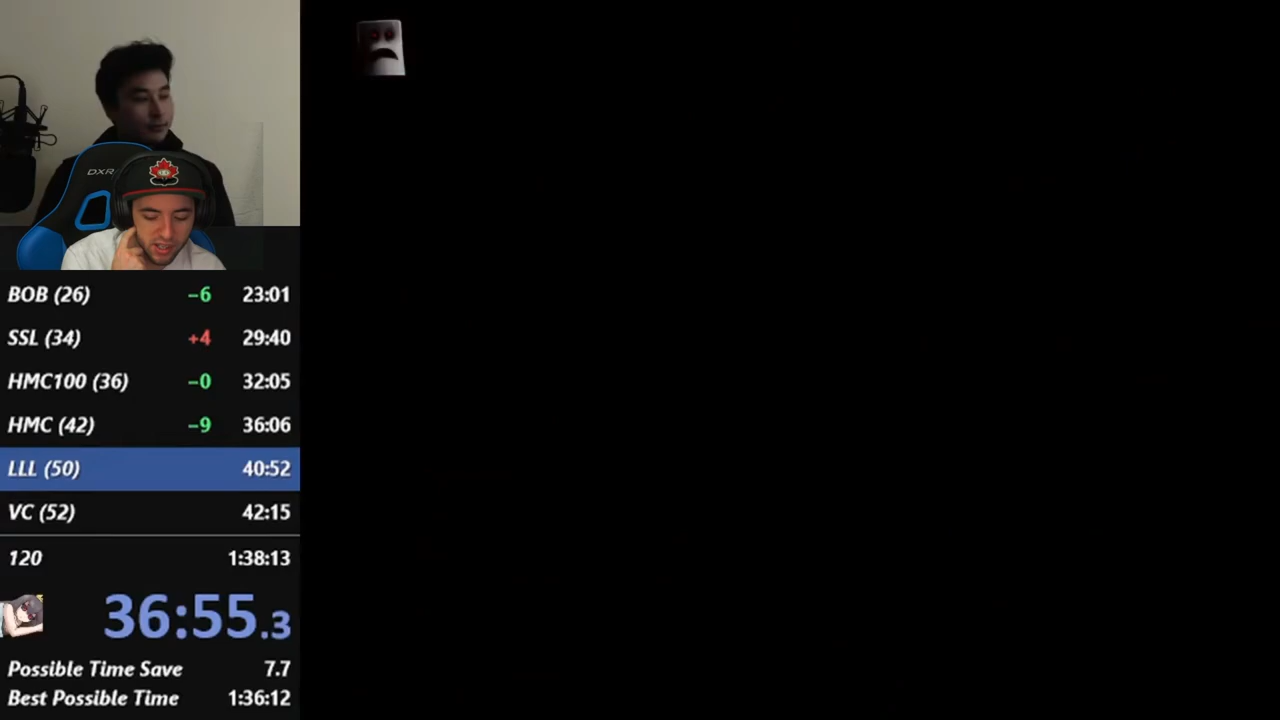 DXR
BOB (26) -6 23:01
SSL (34) +4 29:40
HMC100 (36) -0 32:05
HMC (42) -9 36:06
LLL (50) 40:52
VC (52) 42:15
120 1:38:13
36:55.3
Possible Time Save 7.7
Best Possible Time 1:36:12